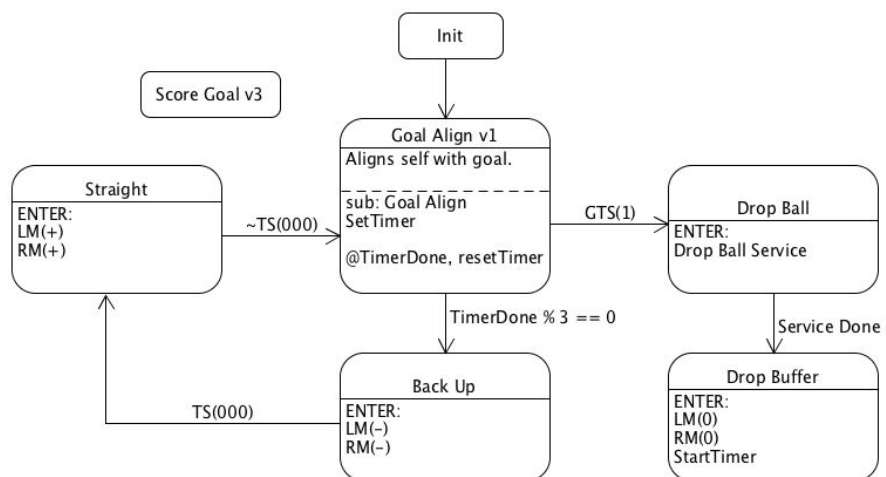 Init
Score Goal v3
Goal Align v1
Aligns self with goal.
sub: Goal Align
SetTimer
@TimerDone, resetTimer
Straight
ENTER:
LM(+)
RM(+)
~TS(000)
GTS(1)
Drop Ball
ENTER:
Drop Ball Service
TimerDone % 3 == 0
Service Done
Back Up
ENTER:
LM(-)
RM(-)
TS(000)
Drop Buffer
ENTER:
LM(0)
RM(0)
StartTimer